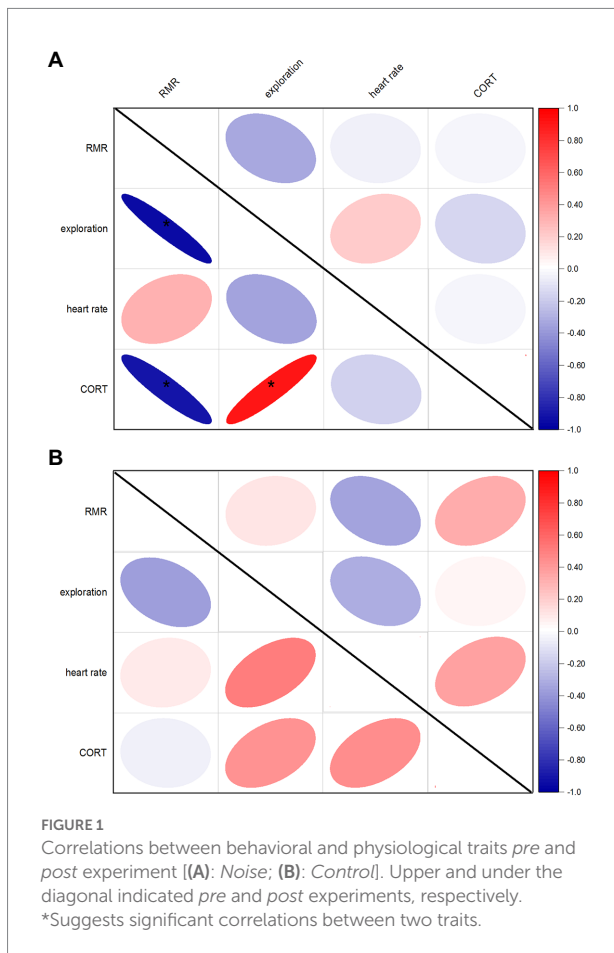 A
RMR
exploration
heart rate
CORT
RMR
exploration
heart rate
CORT
*
*
*
1.0
0.80
0.60
0.40
0.20
0.0
-0.20
-0.40
-0.60
-0.80
-1.0
B
RMR
exploration
heart rate
CORT
1.0
0.80
0.60
0.40
0.20
0.0
-0.20
-0.40
-0.60
-0.80
-1.0
FIGURE 1
Correlations between behavioral and physiological traits pre and
post experiment [(A): Noise; (B): Control]. Upper and under the
diagonal indicated pre and post experiments, respectively.
*Suggests significant correlations between two traits.